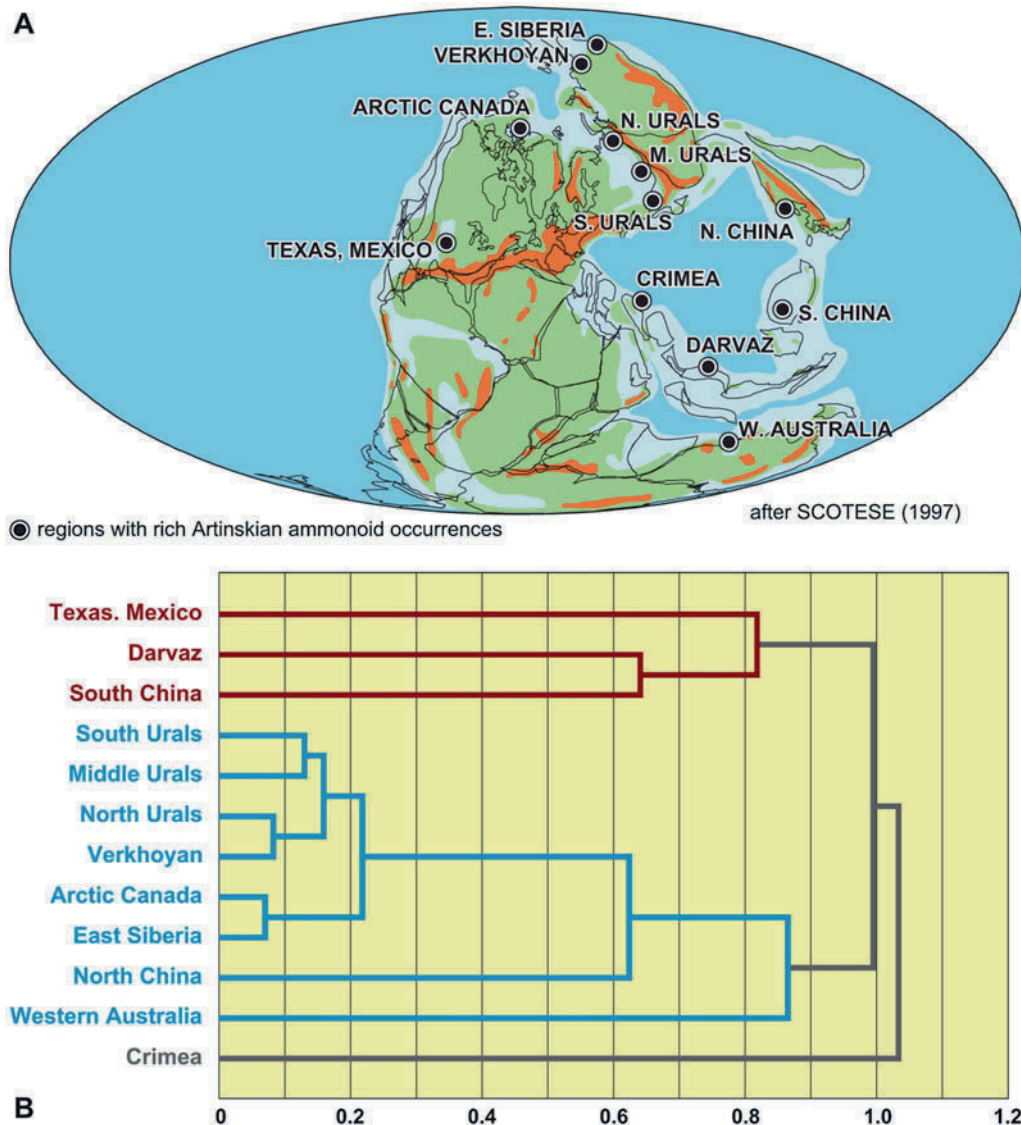 A
E. SIBERIA
VERKHOYAN
ARCTIC CANADA
N. URALS
M. URALS
S. URALS
N. CHINA
TEXAS, MEXICO
CRIMEA
S. CHINA
DARVAZ
W. AUSTRALIA
after SCOTESE (1997)
regions with rich Artinskian ammonoid occurrences
Texas. Mexico
Darvaz
South China
South Urals
Middle Urals
North Urals
Verkhoyan
Arctic Canada
East Siberia
North China
Western Australia
Crimea
B
0 0.2 0.4 0.6 0.8 1.0 1.2